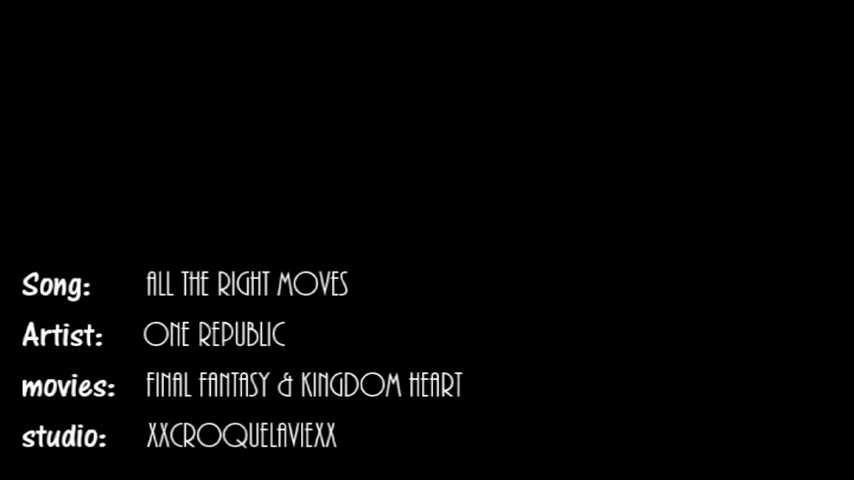 Song: ALL THE RIGHT MOVES
Artist: ONE REPUBLIC
movies: FINAL FANTASY & KINGDOM HEART
studio: XXCROQUELAVIEXX